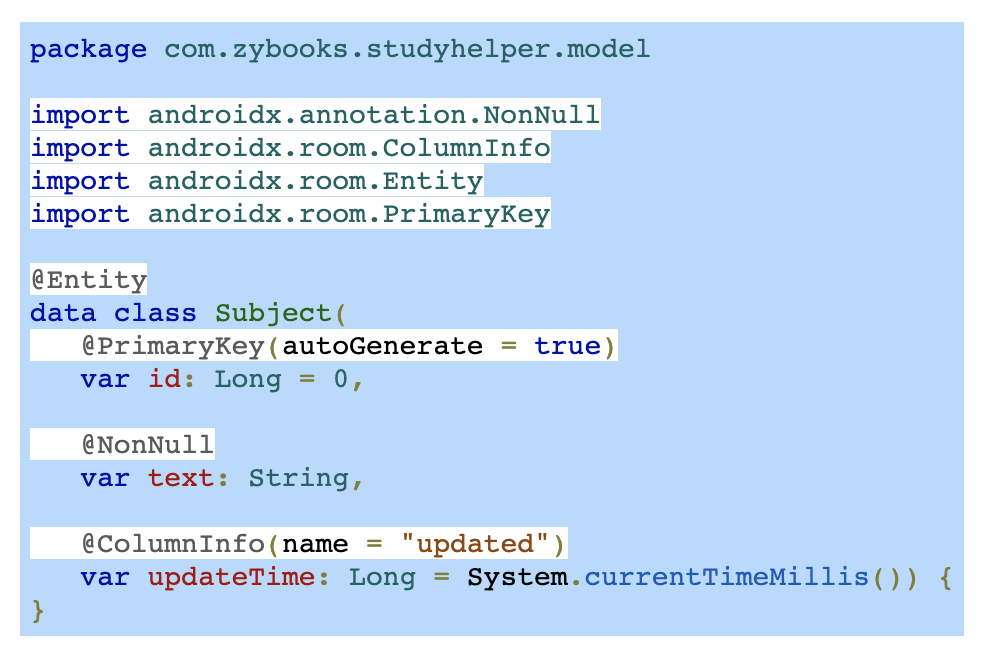 package com.zybooks.studyhelper.model
import androidx.annotation.NonNull
import androidx.room.ColumnInfo
import androidx.room.Entity
import androidx.room.PrimaryKey
@Entity
data class Subject(
   @PrimaryKey(autoGenerate = true)
   var id: Long = 0,
   @NonNull
   var text: String,
   @ColumnInfo(name = "updated")
   var updateTime: Long = System.currentTimeMillis()) {
}